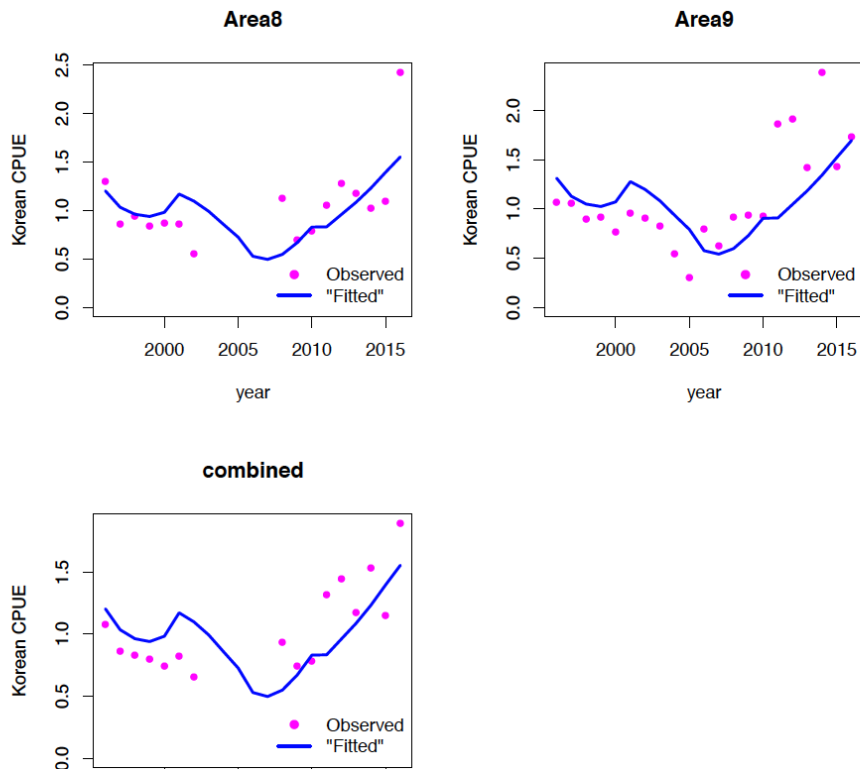 Area8
Korean CPUE
2.5
2.0
1.5
1.0
0.5
0.0
Observed
"Fitted"
2000 2005 2010 2015
year
Area9
Korean CPUE
2.0
1.5
1.0
0.5
0.0
Observed
"Fitted"
2000 2005 2010 2015
year
combined
Korean CPUE
1.5
1.0
0.5
0.0
Observed
"Fitted"